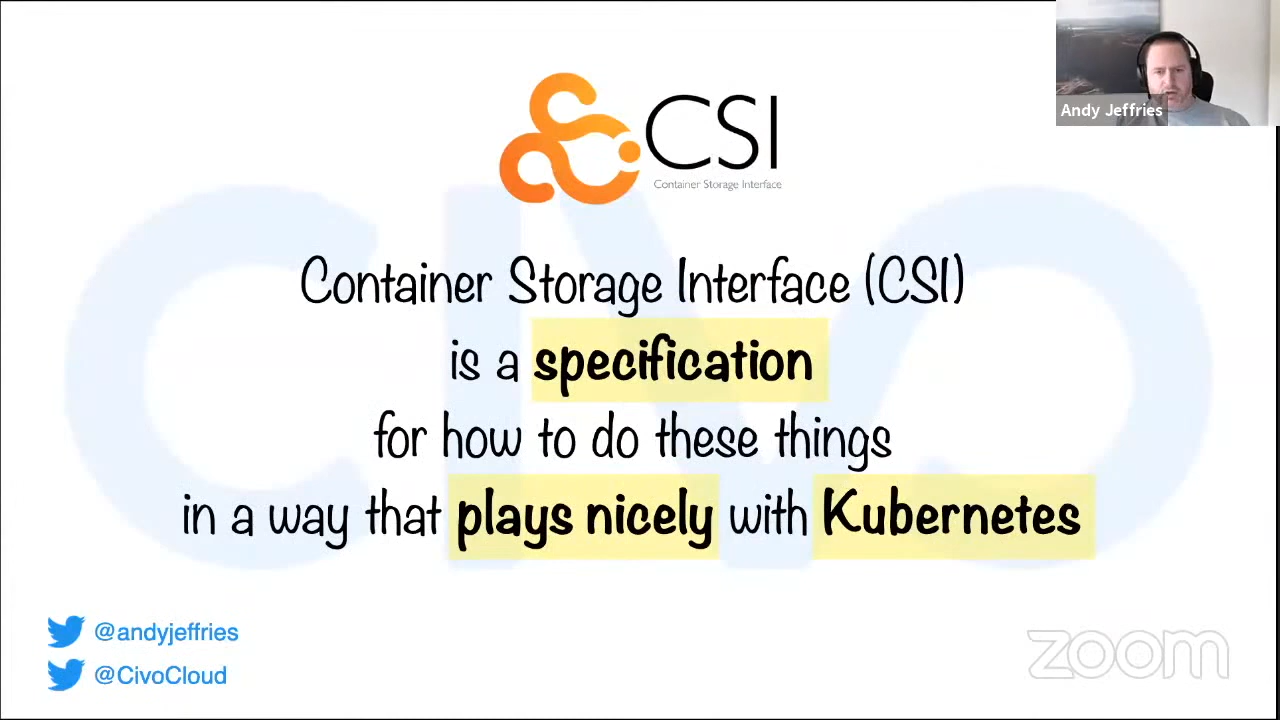 Andy Jeffries
CSI
Container Storage Interface
CIVO
Container Storage Interface (CSI)
is a specification
for how to do these things
in a way that plays nicely with Kubernetes
@andyjeffries
@CivoCloud
zoom